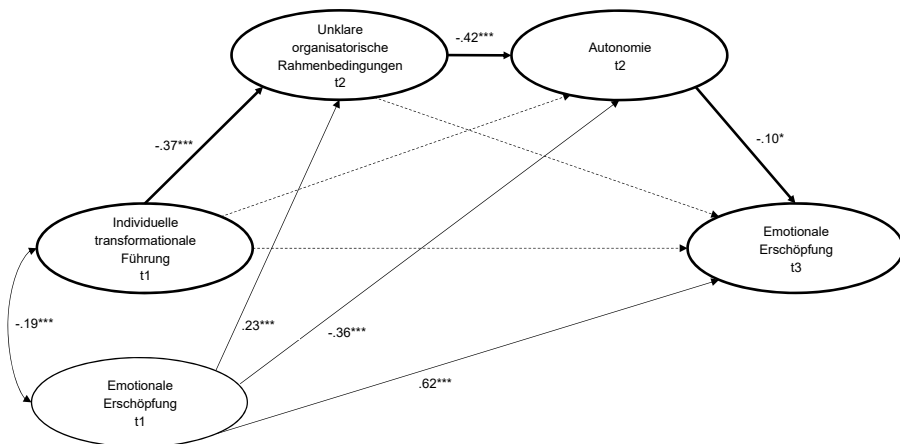 Unklare
organisatorische
Rahmenbedingungen
t2
-.42***
Autonomie
t2
-.37***
-.10*
Individuelle
transformationale
Führung
t1
Emotionale
Erschöpfung
t3
-.19***
.23***
-.36***
.62***
Emotionale
Erschöpfung
t1